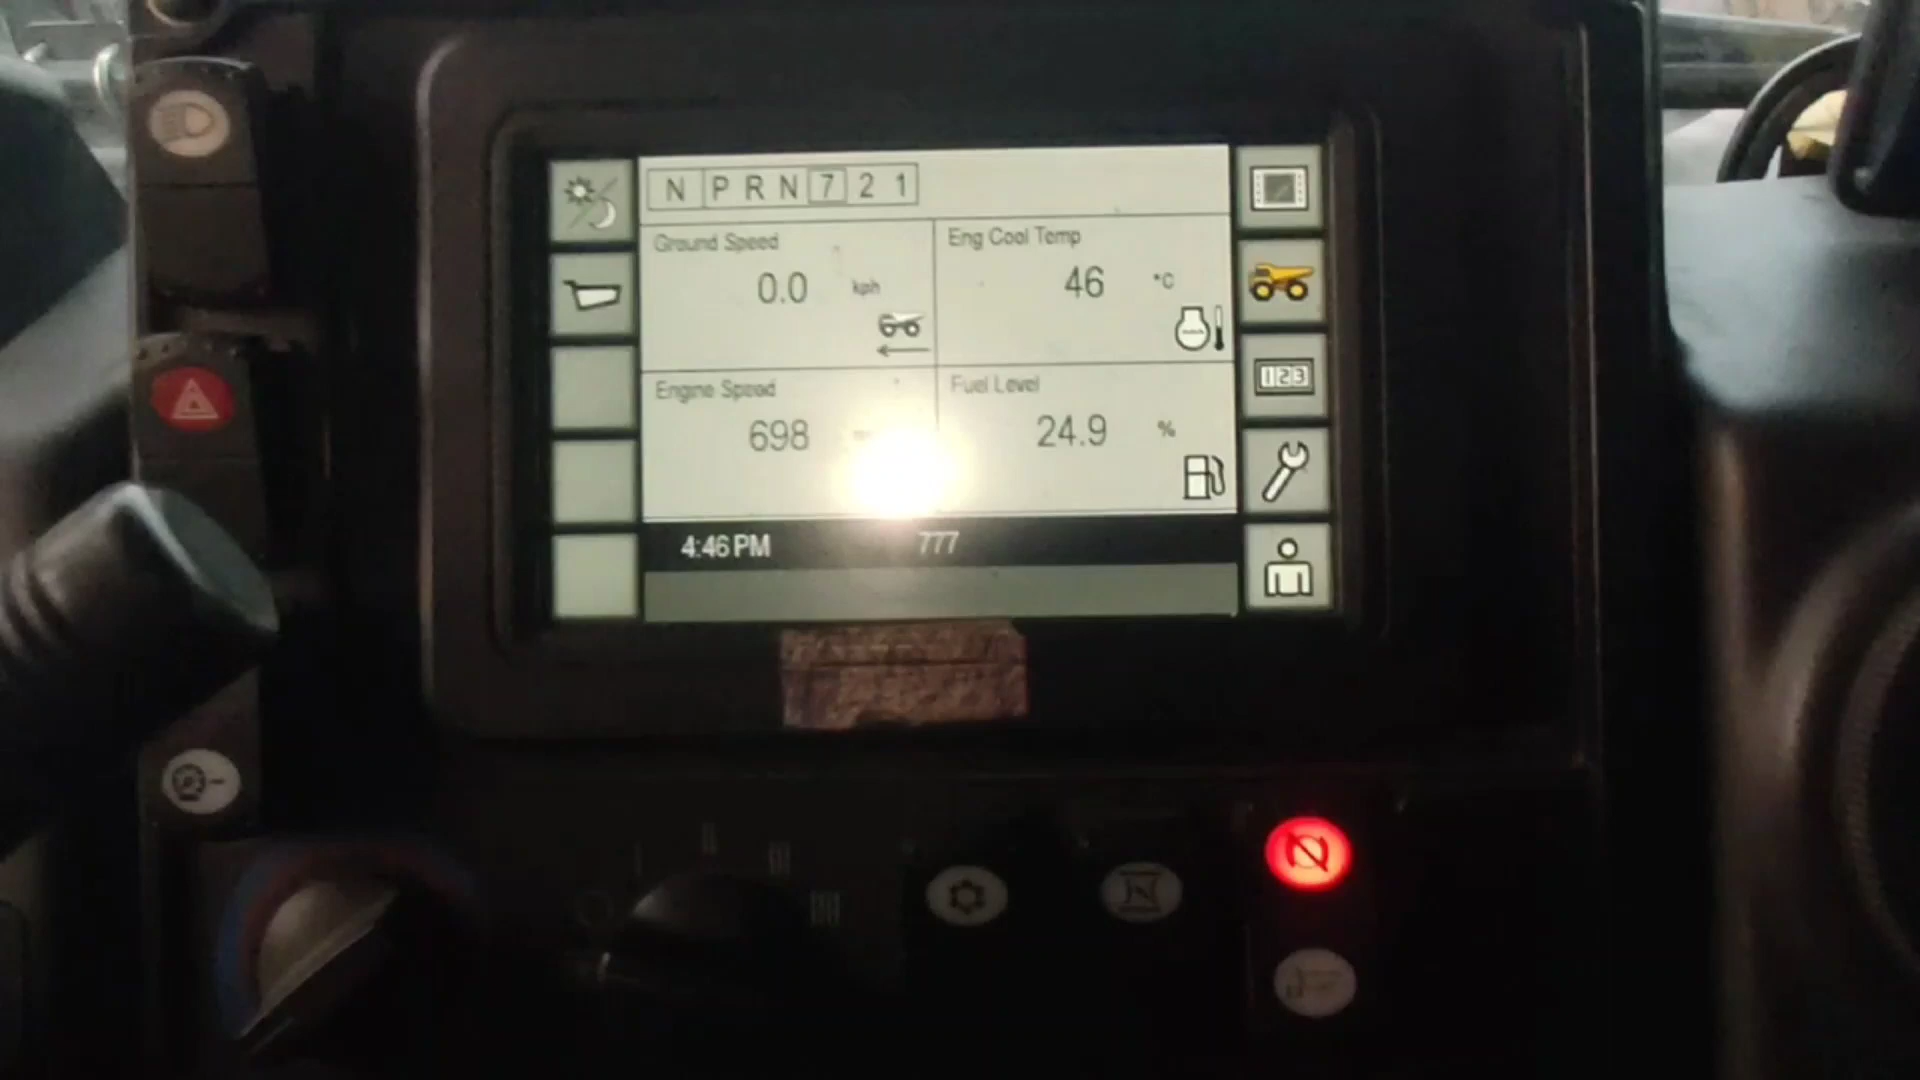 N P R N 7 2 1
Ground Speed
0.0 kph
Eng Cool Temp
46 °C
Engine Speed
698
Fuel Level
24.9 %
123
4:46 PM 777